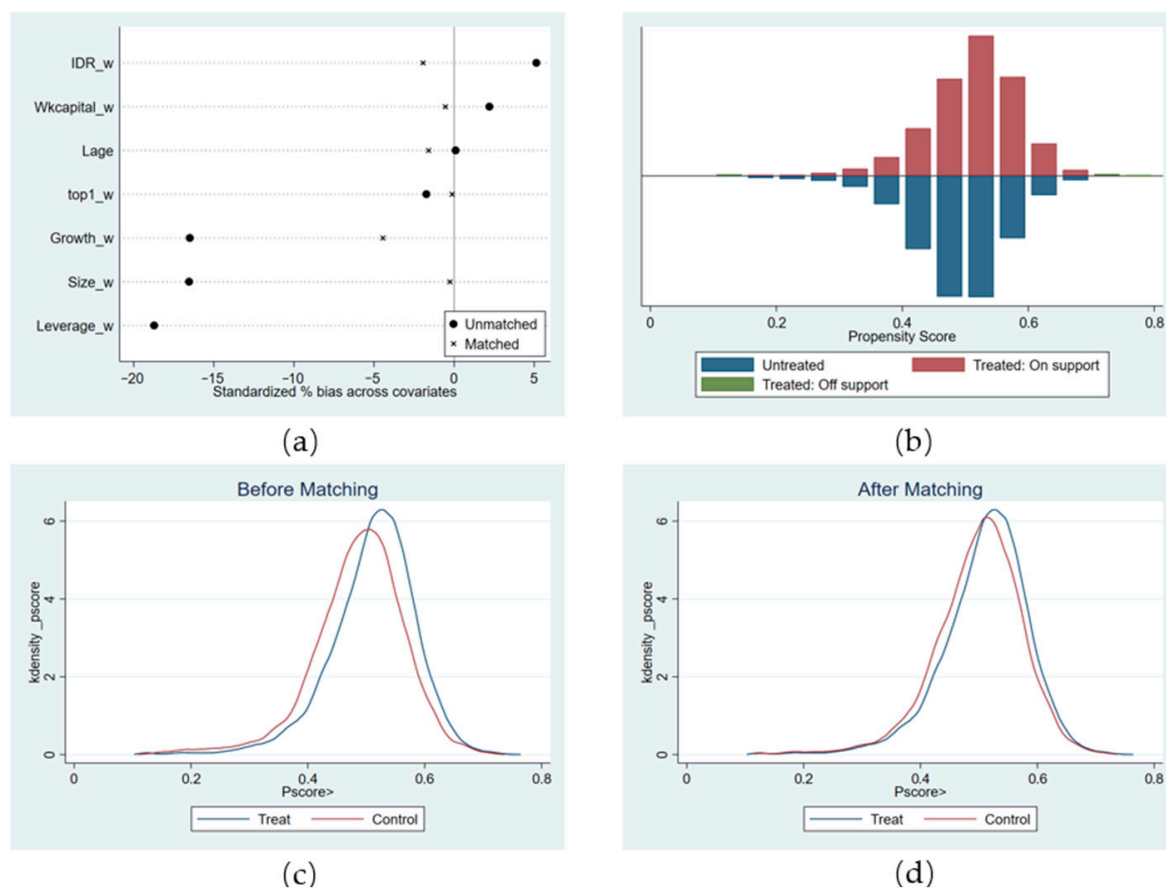 IDR_w
Wkcapital_w
Lage
top1_w
Growth_w
Size_w
Leverage_w
Unmatched
Matched
−20 −15 −10 −5 0 5
Standardized % bias across covariates
(a)
0 0.2 0.4 0.6 0.8
Propensity Score
Untreated Treated: On support
Treated: Off support
(b)
Before Matching
kdensity _pscore
6
4
2
0
0 0.2 0.4 0.6 0.8
Pscore>
Treat Control
(c)
After Matching
kdensity _pscore
6
4
2
0
0 0.2 0.4 0.6 0.8
Pscore>
Treat Control
(d)